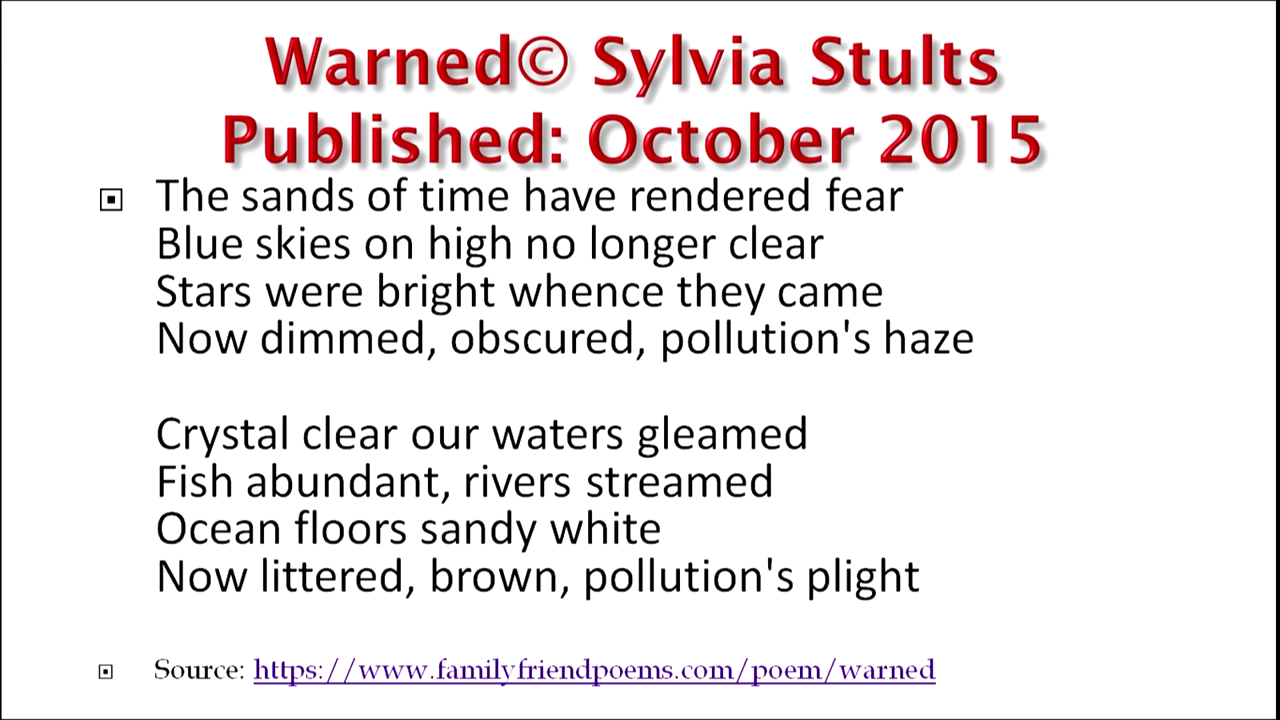 Warned© Sylvia Stults
Published: October 2015
The sands of time have rendered fear
Blue skies on high no longer clear
Stars were bright whence they came
Now dimmed, obscured, pollution's haze
Crystal clear our waters gleamed
Fish abundant, rivers streamed
Ocean floors sandy white
Now littered, brown, pollution's plight
Source: https://www.familyfriendpoems.com/poem/warned